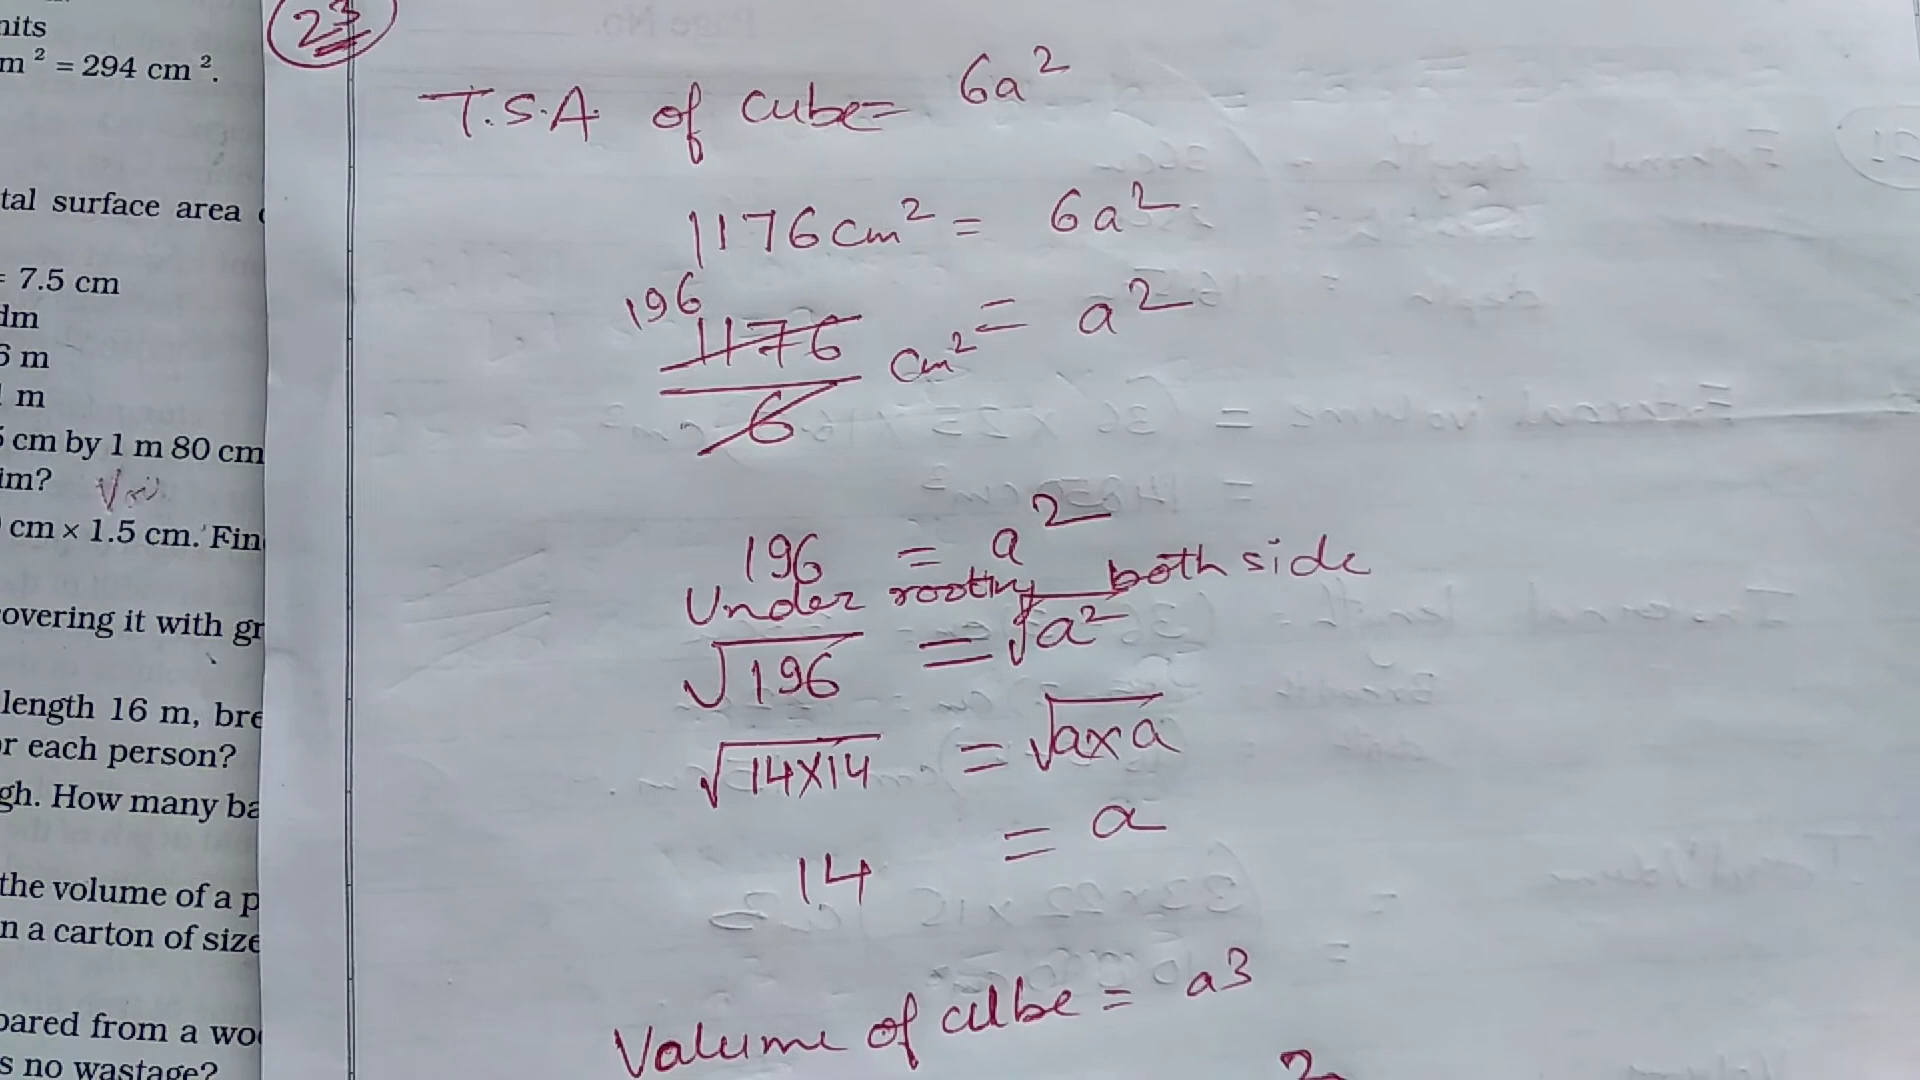 nits
m² = 294 cm².
tal surface area
= 7.5 cm
dm
m
m
cm by 1 m 80 cm
im?
cm × 1.5 cm. Fin
overing it with gr
length 16 m, bre
r each person?
gh. How many ba
the volume of a p
n a carton of size
pared from a wo
s no wastage?
23
T.S.A. of cube = 6a²
1176 cm² = 6a²
196
1176/6 cm² = a²
196 = a²
Under rooting both side
√196 = √a²
√14×14 = √a×a
14 = a
Valume of cube = a3